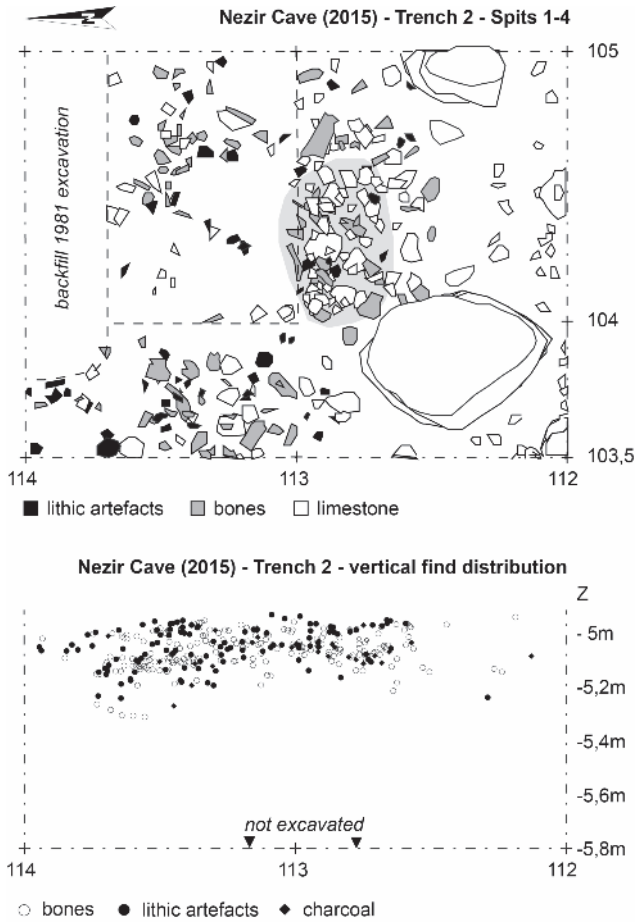 Nezir Cave (2015) - Trench 2 - Spits 1-4
105
backfill 1981 excavation
104
103,5
114
113
112
lithic artefacts
bones
limestone
Nezir Cave (2015) - Trench 2 - vertical find distribution
Z
- 5m
-5,2m
-5,4m
-5,6m
not excavated
-5,8m
114
113
112
bones
lithic artefacts
charcoal